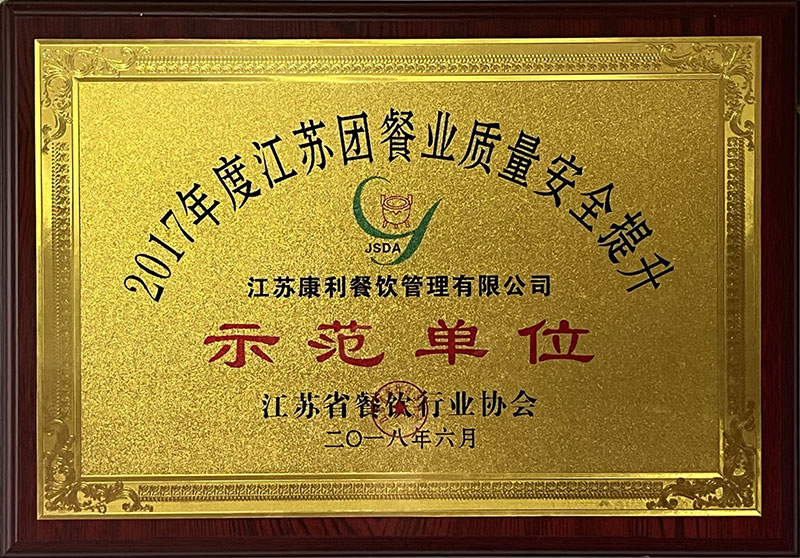 2017年度江苏团餐业质量安全提升
JSDA
江苏康利餐饮管理有限公司
示范单位
江苏省餐饮行业协会
二〇一八年六月